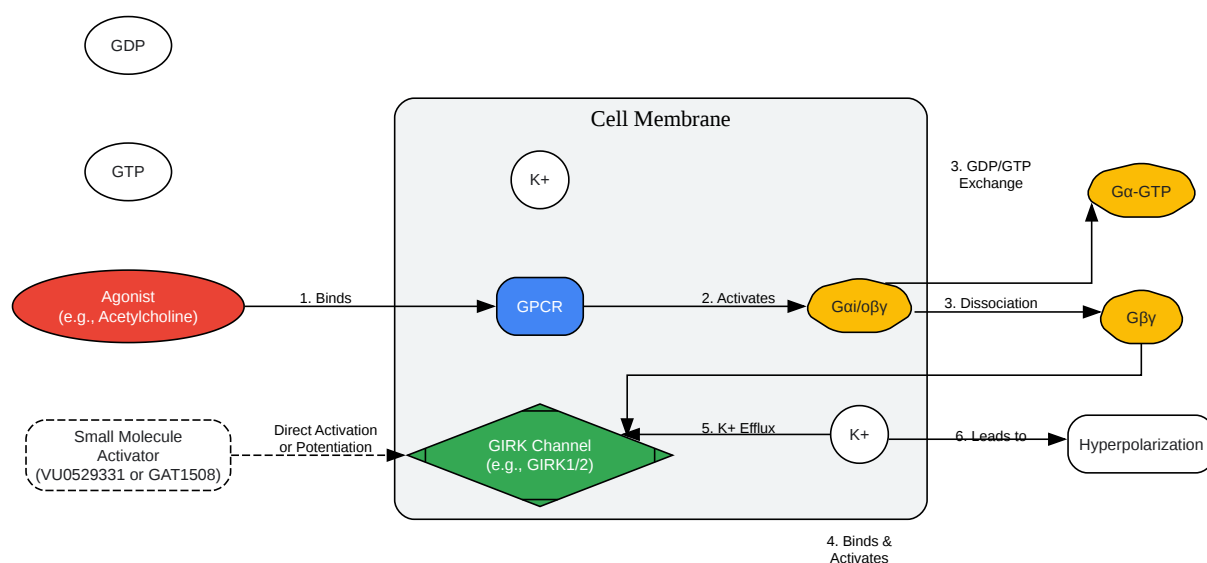 GDP
Cell Membrane
GTP
K+
3. GDP/GTP
Exchange
Gα-GTP
Agonist
(e.g., Acetylcholine)
1. Binds
GPCR
2. Activates
Gαi/oβγ
3. Dissociation
Gβγ
Small Molecule
Activator
(VU0529331 or GAT1508)
Direct Activation
or Potentiation
GIRK Channel
(e.g., GIRK1/2)
5. K+ Efflux
K+
6. Leads to
Hyperpolarization
4. Binds &
Activates